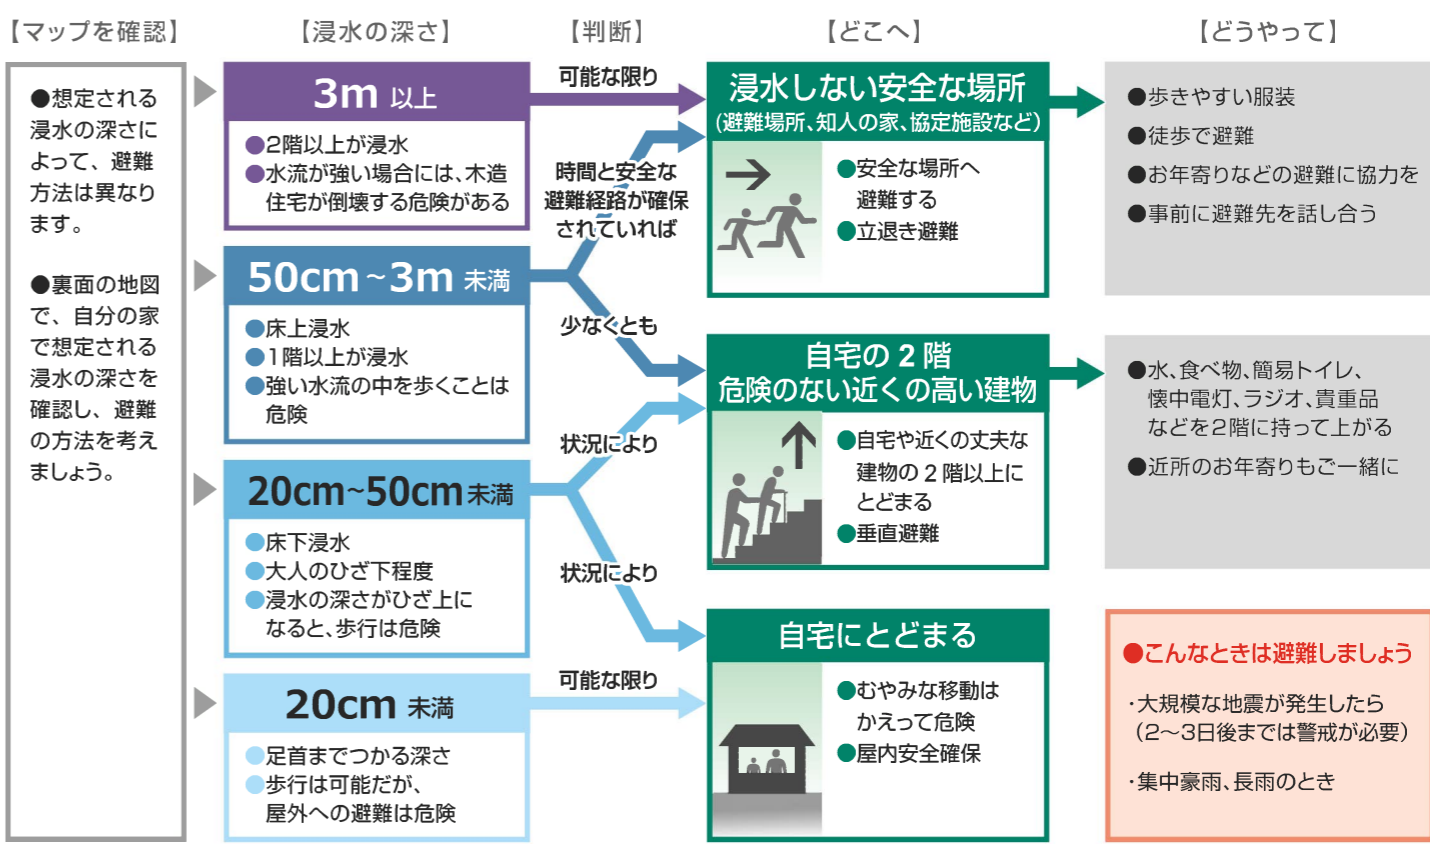 【マップを確認】
【浸水の深さ】
【判断】
【どこへ】
【どうやって】
●想定される
浸水の深さに
よって、避難
方法は異なり
ます。
●裏面の地図
で、自分の家
で想定される
浸水の深さを
確認し、避難
の方法を考え
ましょう。
3m 以上
●2階以上が浸水
●水流が強い場合には、木造
住宅が倒壊する危険がある
50cm~3m 未満
●床上浸水
●1階以上が浸水
●強い水流の中を歩くことは
危険
20cm~50cm未満
●床下浸水
●大人のひざ下程度
●浸水の深さがひざ上に
なると、歩行は危険
20cm 未満
●足首までつかる深さ
●歩行は可能だが、
屋外への避難は危険
可能な限り
時間と安全な
避難経路が確保
されていれば
少なくとも
状況により
状況により
可能な限り
浸水しない安全な場所
(避難場所、知人の家、協定施設など)
●安全な場所へ
避難する
●立退き避難
自宅の2階
危険のない近くの高い建物
●自宅や近くの丈夫な
建物の2階以上に
とどまる
●垂直避難
自宅にとどまる
●むやみな移動は
かえって危険
●屋内安全確保
●歩きやすい服装
●徒歩で避難
●お年寄りなどの避難に協力を
●事前に避難先を話し合う
●水、食べ物、簡易トイレ、
懐中電灯、ラジオ、貴重品
などを2階に持って上がる
●近所のお年寄りもご一緒に
●こんなときは避難しましょう
・大規模な地震が発生したら
（2〜3日後までは警戒が必要）
・集中豪雨、長雨のとき